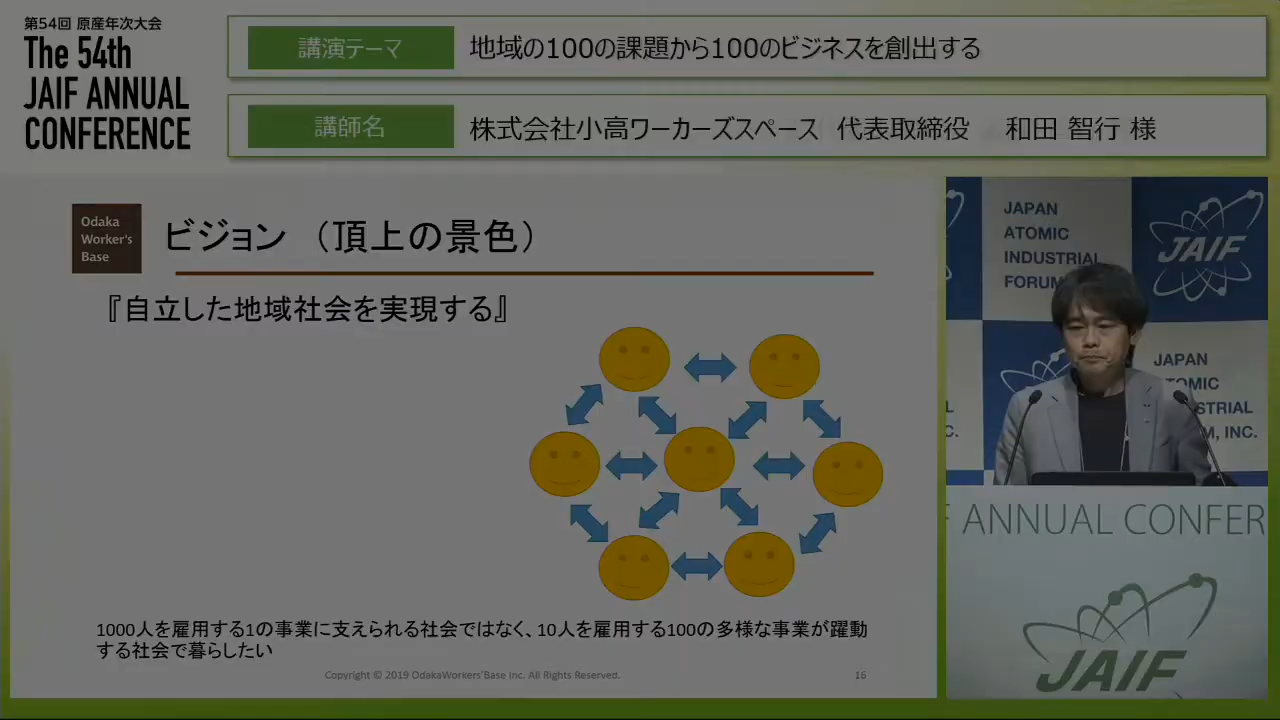 第54回 原産年次大会
The 54th
JAIF ANNUAL
CONFERENCE
講演テーマ
地域の100の課題から100のビジネスを創出する
講師名
株式会社小高ワーカーズスペース 代表取締役 和田 智行 様
Odaka
Worker's
Base
ビジョン （頂上の景色）
『自立した地域社会を実現する』
1000人を雇用する1の事業に支えられる社会ではなく、10人を雇用する100の多様な事業が躍動
する社会で暮らしたい
Copyright © 2019 OdakaWorkers'Base Inc. All Rights Reserved.
16
JAPAN
ATOMIC
INDUSTRIAL
FORUM
JAIF
JAPAN
ATOMIC
STRIAL
M, INC.
L
C.
F ANNUAL CONFER
JAIF